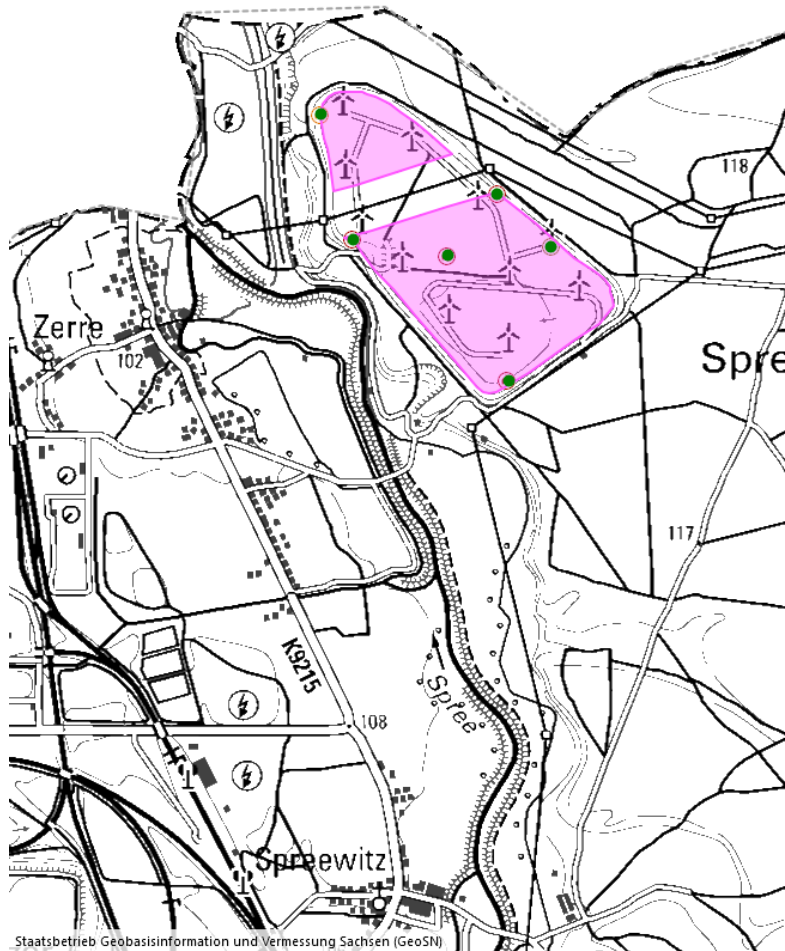 118
Zerre
102
Spre
117
K9215
Spree
108
Spreewitz
Staatsbetrieb Geobasisinformation und Vermessung Sachsen (GeoSN)